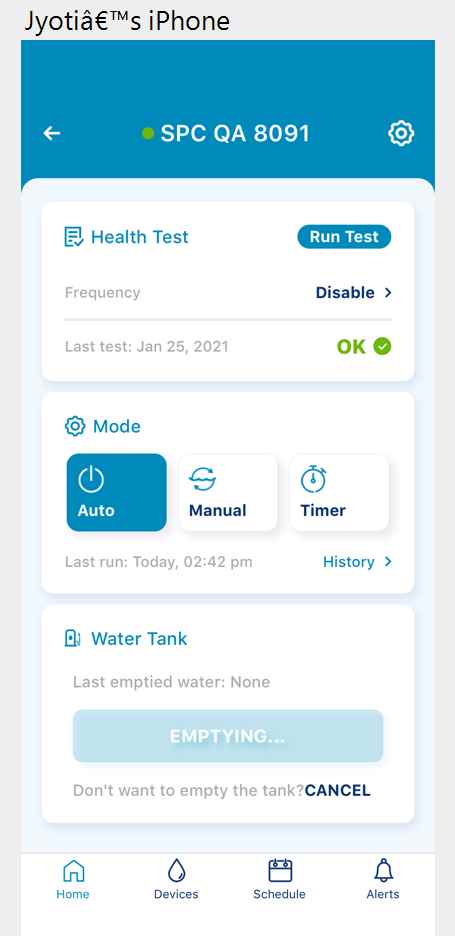 Jyotiâ€™s iPhone
SPC QA 8091
Health Test
Run Test
Frequency
Disable
Last test: Jan 25, 2021
OK
Mode
Auto
Manual
Timer
Last run: Today, 02:42 pm
History
Water Tank
Last emptied water: None
EMPTYING...
Don't want to empty the tank?CANCEL
Home
Devices
Schedule
Alerts